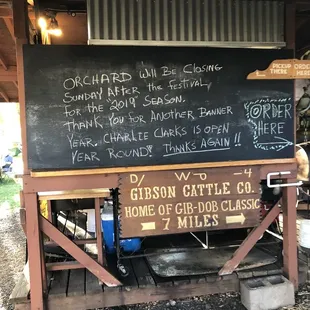 ORCHARD Will Be Closing
SUNDAY AFTER THE FESTIVAL,
FOR THE "2019" SEASON.
THANK, YOU FOR ANOTHER BANNER
YEAR. CHARLIE CLARKS IS OPEN
YEAR ROUND! THANKS AGAIN!!
PICKUP
THERE
ORDER
HERE
ORDER
HERE
D/ W P -4
GIBSON CATTLE CO.
HOME OF GIB-DOB CLASSIC
7 MILES